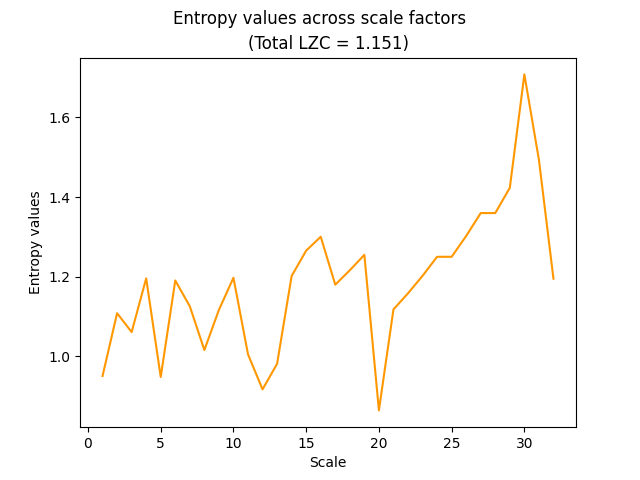 Entropy values across scale factors
(Total LZC = 1.151)
1.6
1.4
1.2
1.0
Entropy values
0 5 10 15 20 25 30
Scale